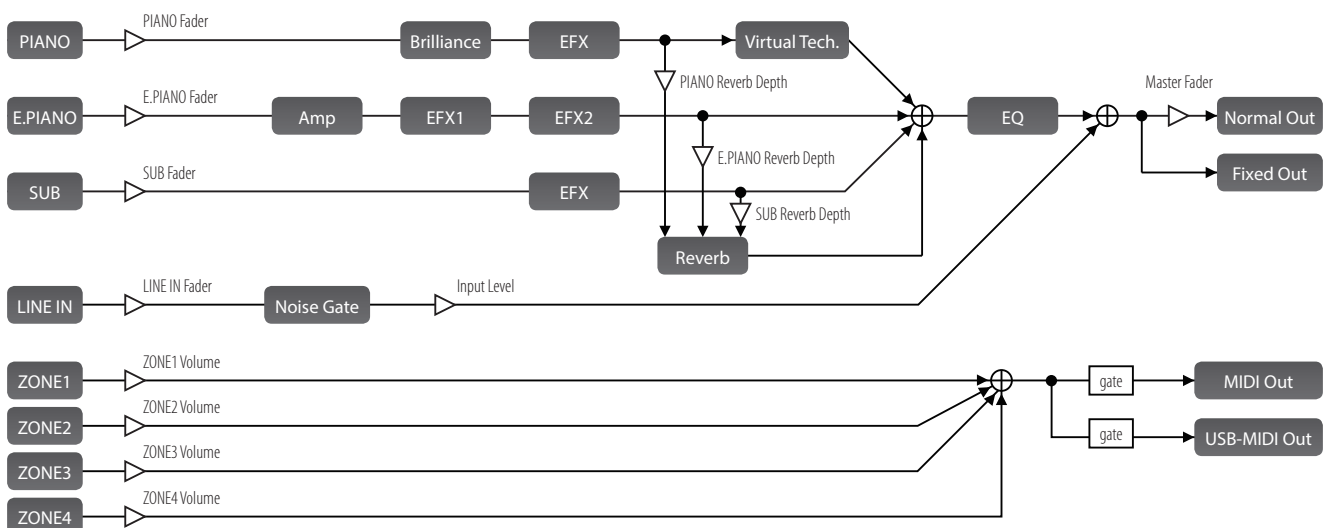 PIANO Fader
PIANO
Brilliance
EFX
Virtual Tech.
PIANO Reverb Depth
Master Fader
E.PIANO Fader
E.PIANO
Amp
EFX1
EFX2
EQ
Normal Out
E.PIANO Reverb Depth
SUB Fader
Fixed Out
SUB
EFX
SUB Reverb Depth
Reverb
LINE IN Fader
Input Level
LINE IN
Noise Gate
ZONE1 Volume
ZONE1
gate
MIDI Out
ZONE2 Volume
ZONE2
gate
USB-MIDI Out
ZONE3 Volume
ZONE3
ZONE4 Volume
ZONE4